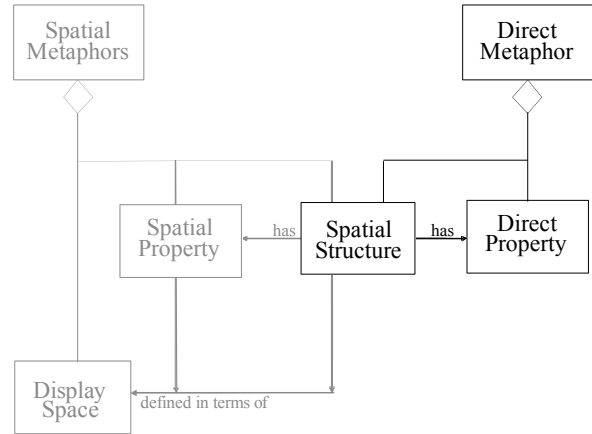 Spatial
Metaphors
Direct
Metaphor
Spatial
Property
has
Spatial
Structure
has
Direct
Property
Display
Space
defined in terms of